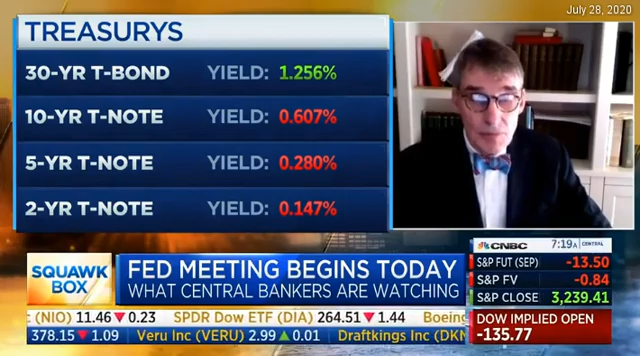 July 28, 2020
TREASURYS
30-YR T-BOND YIELD: 1.256%
10-YR T-NOTE YIELD: 0.607%
5-YR T-NOTE YIELD: 0.280%
2-YR T-NOTE YIELD: 0.147%
SQUAWK BOX
FED MEETING BEGINS TODAY
WHAT CENTRAL BANKERS ARE WATCHING
CNBC 7:19A CENTRAL
S&P FUT (SEP) -13.50
S&P FV -0.84
S&P CLOSE 3,239.41
DOW IMPLIED OPEN
-135.77
(NIO) 11.46 ▼ 0.23 SPDR Dow ETF (DIA) 264.51 ▼ 1.44 Boeing
378.15 ▼ 1.09 Veru Inc (VERU) 2.99 ▲ 0.01 Draftkings Inc (DKN